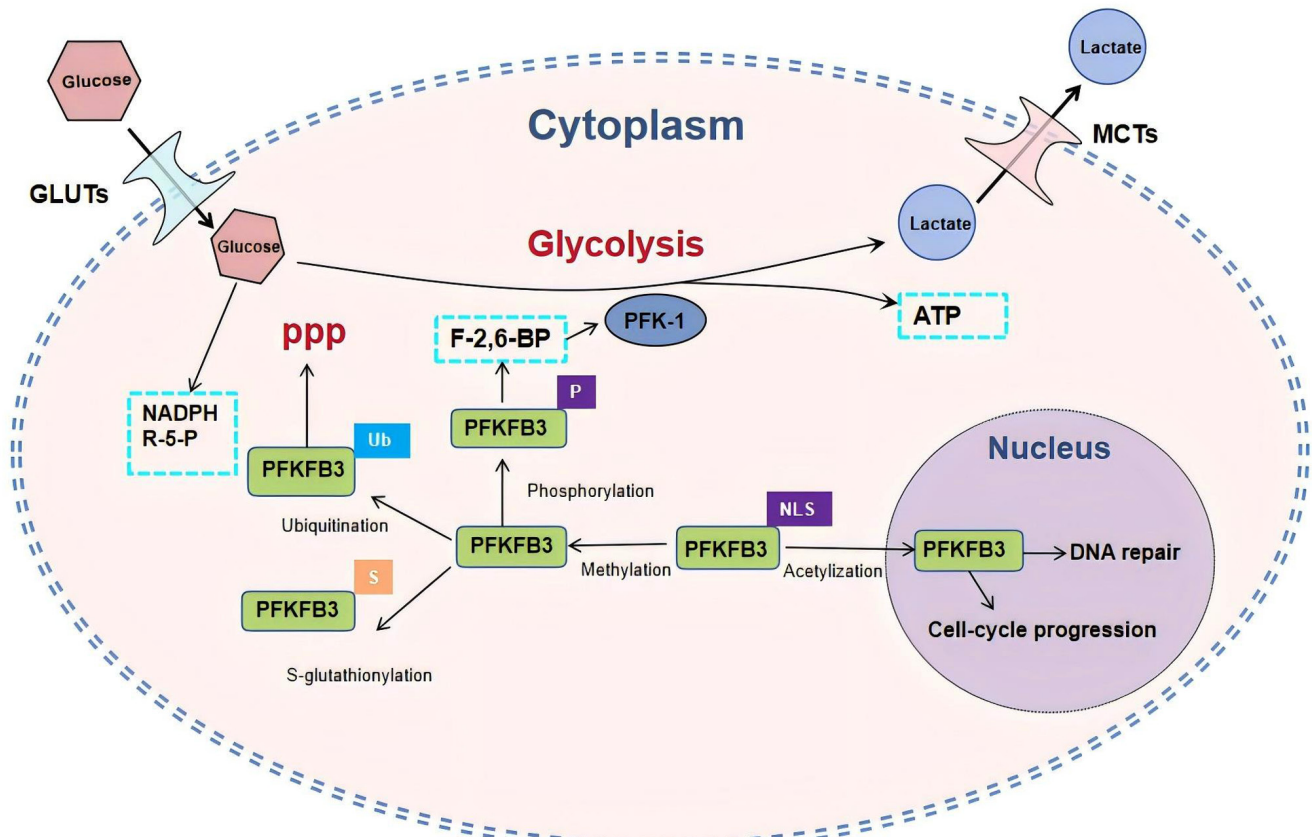 Glucose
Lactate
Cytoplasm
MCTs
GLUTs
Glucose
Glycolysis
Lactate
PFK-1
ATP
ppp
F-2,6-BP
P
NADPH
R-5-P
PFKFB3
Ub
PFKFB3
Nucleus
Phosphorylation
NLS
Ubiquitination
PFKFB3
PFKFB3
PFKFB3
DNA repair
Methylation
Acetylization
S
PFKFB3
Cell-cycle progression
S-glutathionylation